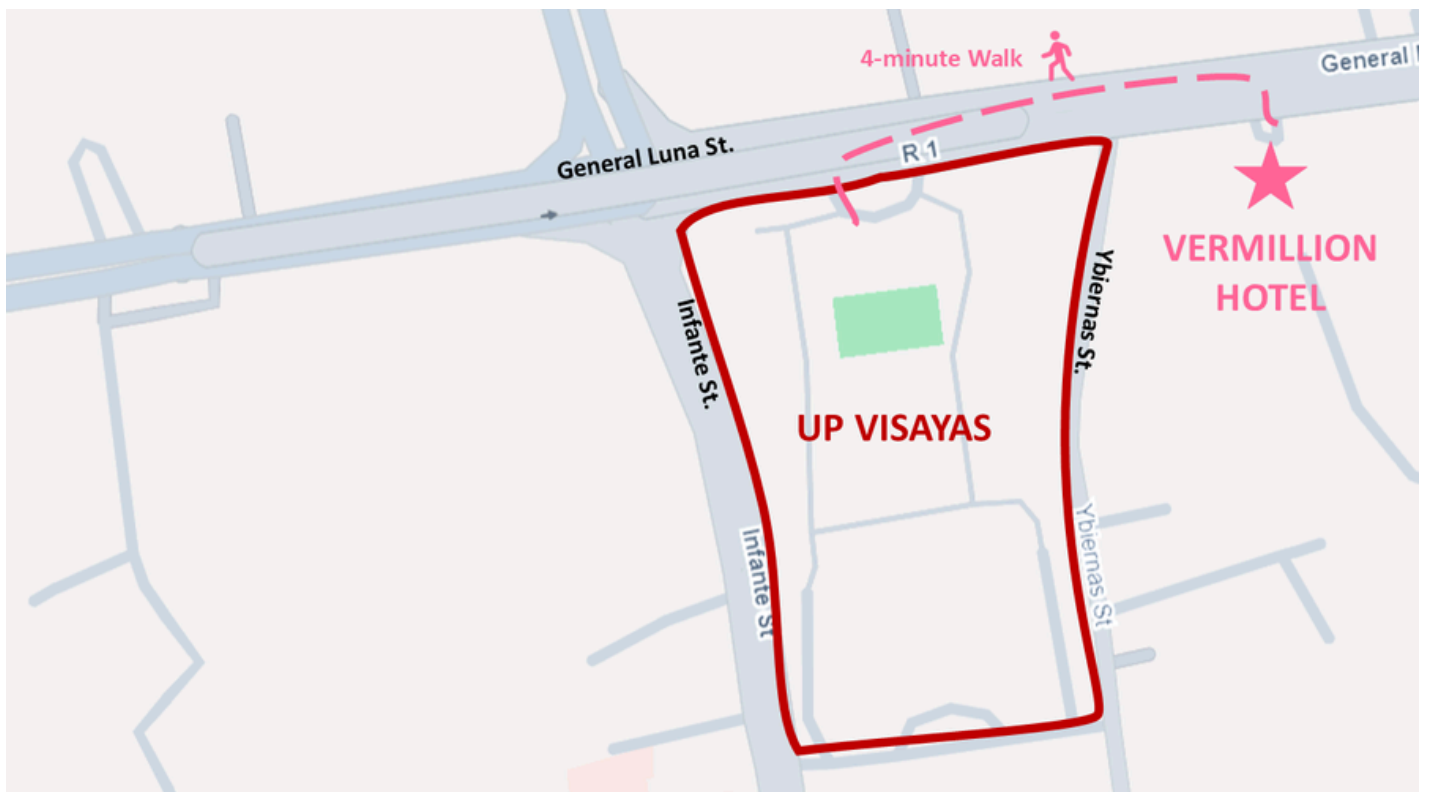 4-minute Walk
General
General Luna St.
R 1
VERMILLION
HOTEL
Ybiernas St.
Infante St.
UP VISAYAS
Ybiernas St
Infante St